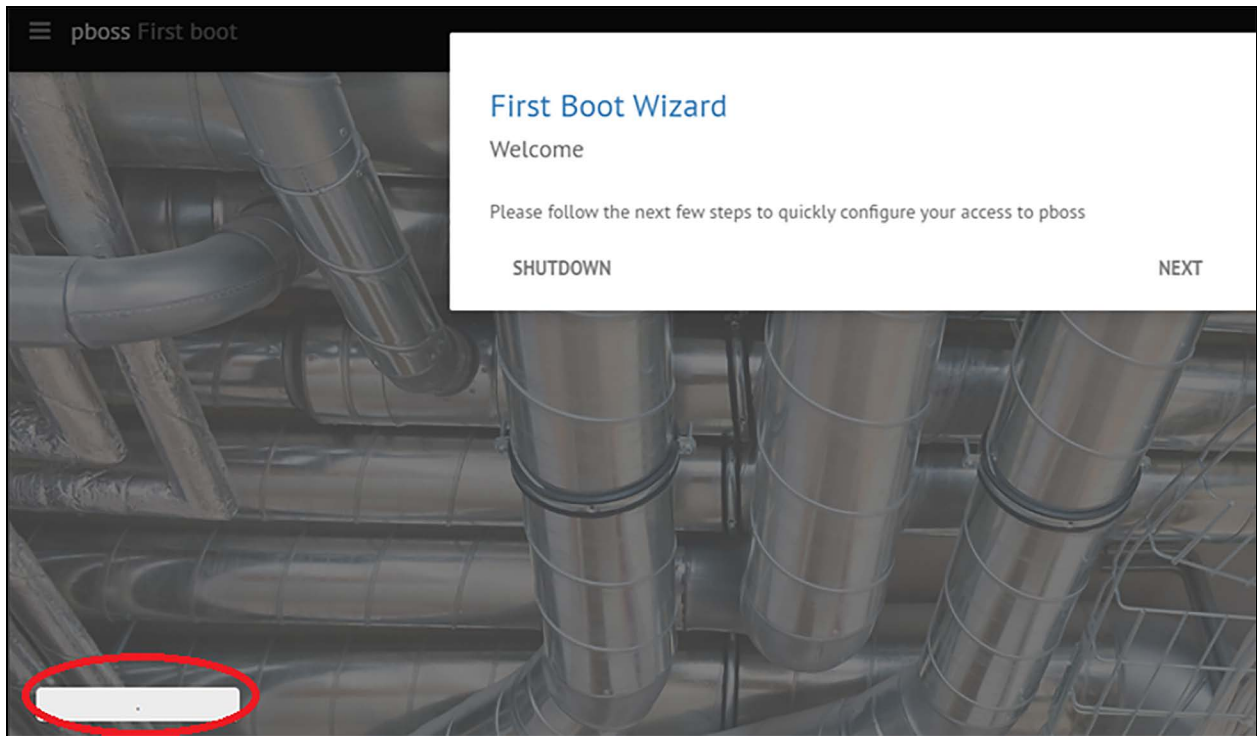 pboss First boot
First Boot Wizard
Welcome
Please follow the next few steps to quickly configure your access to pboss
SHUTDOWN
NEXT
.